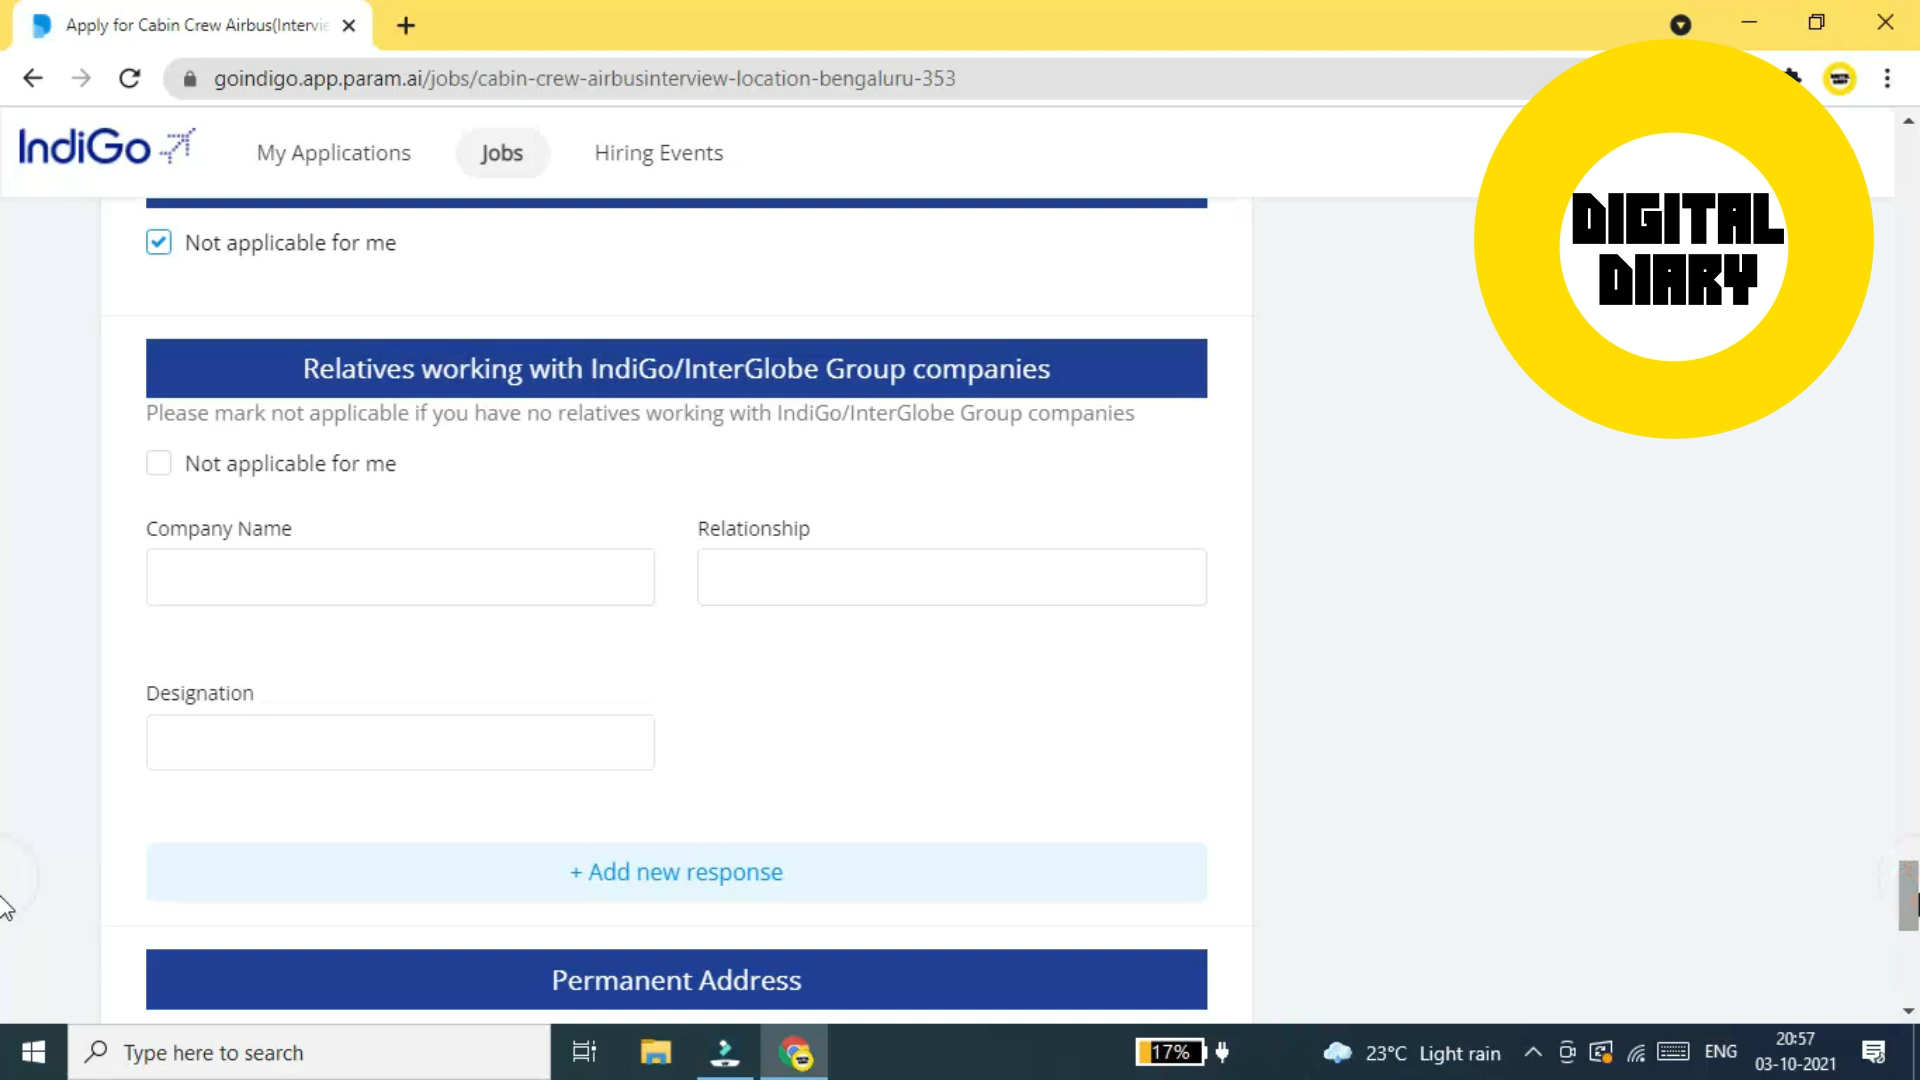 Apply for Cabin Crew Airbus(Intervie
goindigo.app.param.ai/jobs/cabin-crew-airbusinterview-location-bengaluru-353
IndiGo
My Applications
Jobs
Hiring Events
DIGITAL
DIARY
Not applicable for me
Relatives working with IndiGo/InterGlobe Group companies
Please mark not applicable if you have no relatives working with IndiGo/InterGlobe Group companies
Not applicable for me
Company Name
Relationship
Designation
+ Add new response
Permanent Address
Type here to search
17%
23°C Light rain
ENG
20:57
03-10-2021